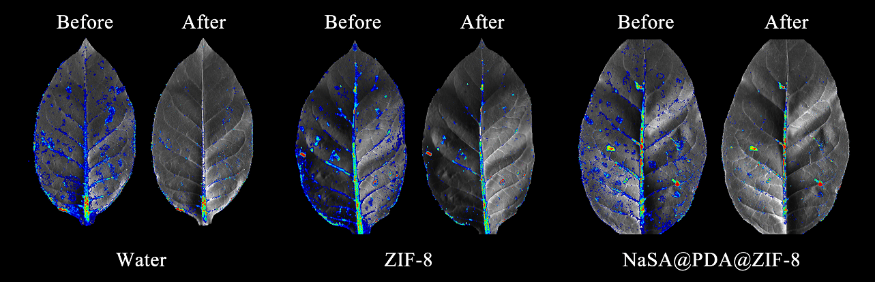 Before After Before After Before After
Water ZIF-8 NaSA@PDA@ZIF-8